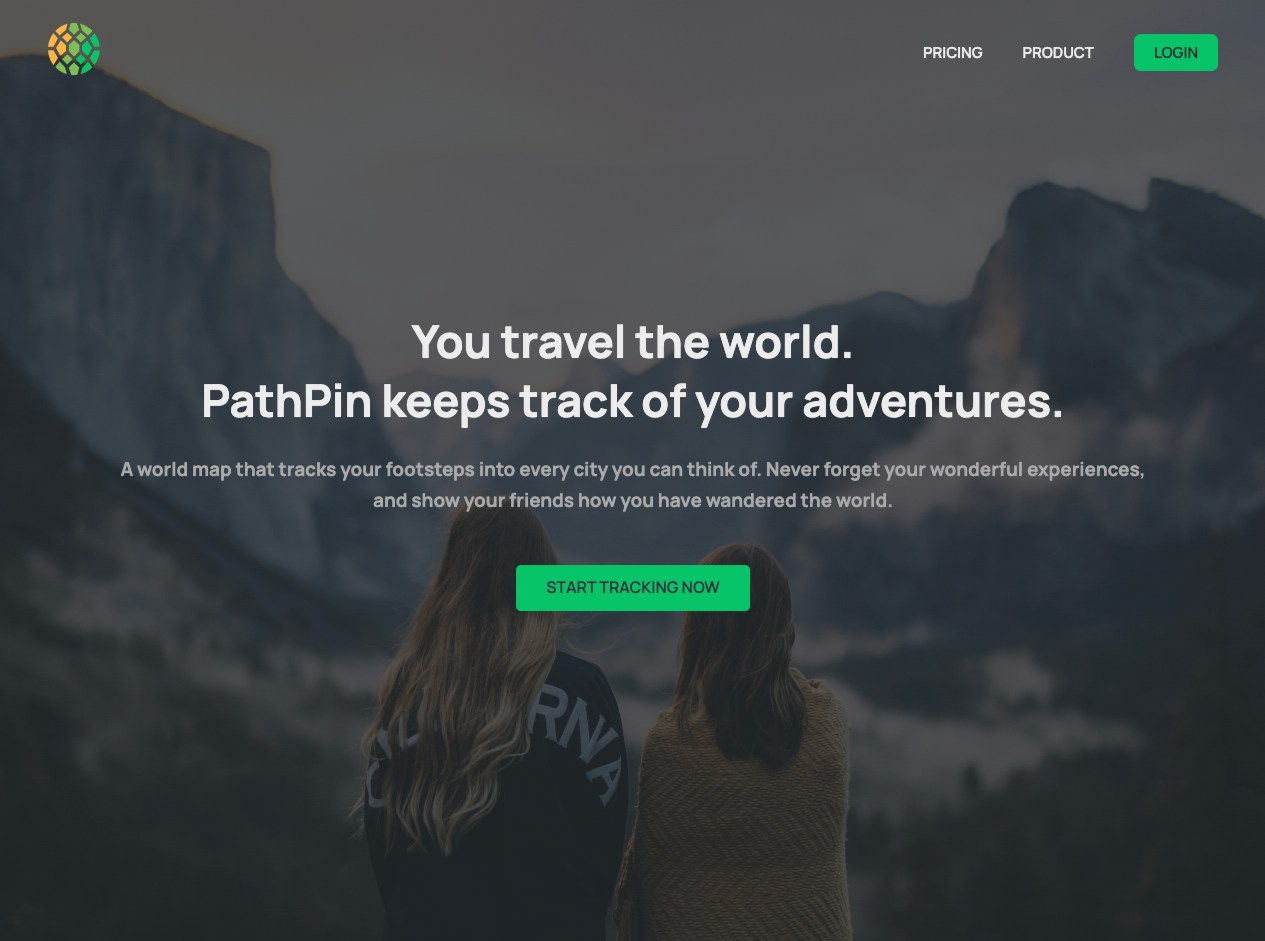 PRICING PRODUCT LOGIN
You travel the world.
PathPin keeps track of your adventures.
A world map that tracks your footsteps into every city you can think of. Never forget your wonderful experiences,
and show your friends how you have wandered the world.
START TRACKING NOW
RNIA